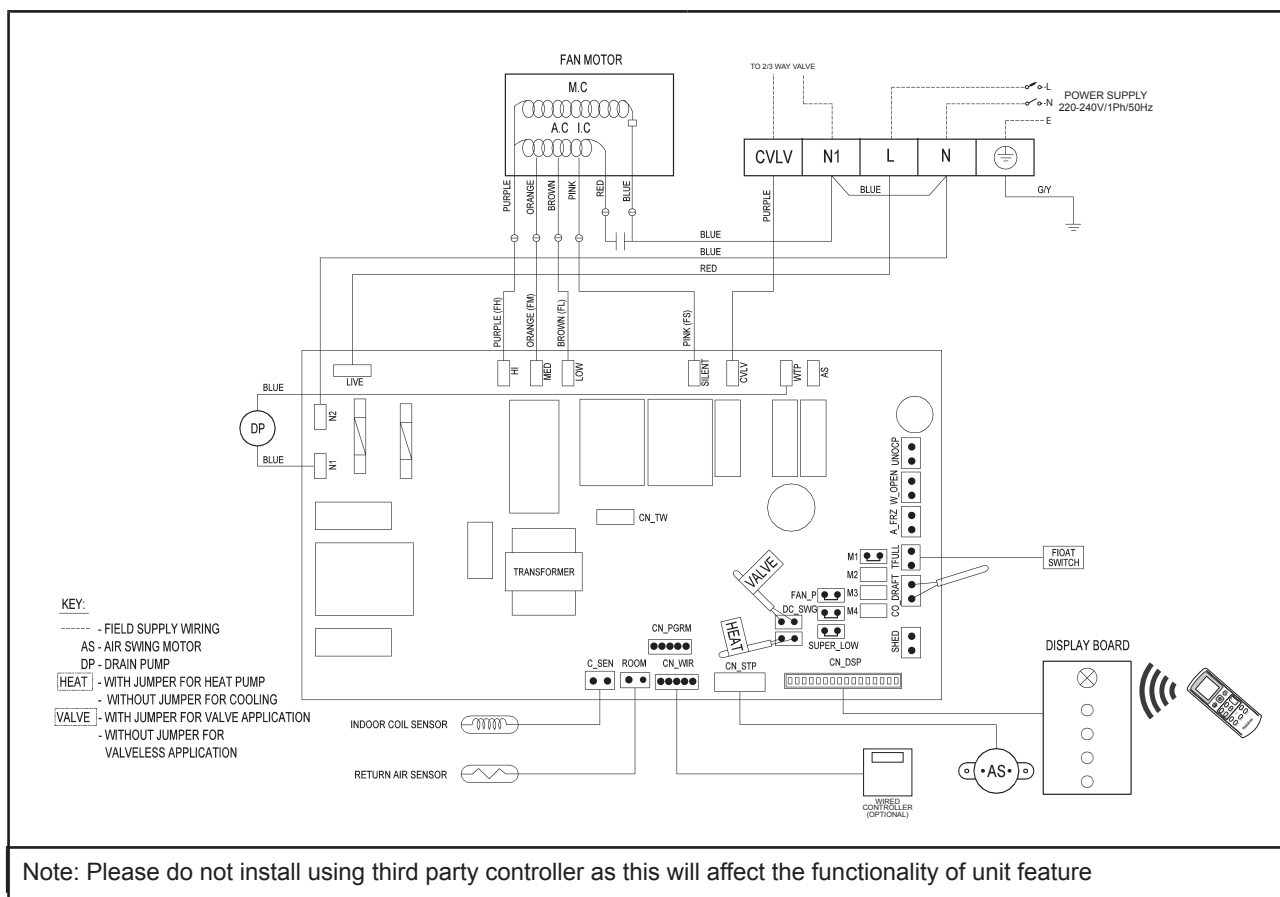 FAN MOTOR
M.C
A.C I.C
PURPLE
ORANGE
BROWN
PINK
RED
BLUE
TO 2/3 WAY VALVE
L
N
E
POWER SUPPLY
220-240V/1Ph/50Hz
CVLV
N1
L
N
PURPLE
BLUE
G/Y
BLUE
BLUE
RED
PURPLE (FH)
ORANGE (FM)
BROWN (FL)
PINK (FS)
LIVE
HI
MED
LOW
SILENT
CVLV
WTP
AS
BLUE
DP
BLUE
N2
N1
CN_TW
TRANSFORMER
UNOCP
W_OPEN
A_FRZ
TFULL
CO_DRAFT
SHED
FIOAT
SWITCH
M1
M2
M3
M4
VALVE
HEAT
FAN_P
DC_SWG
SUPER_LOW
CN_PGRM
C_SEN
ROOM
CN_WIR
CN_STP
CN_DSP
DISPLAY BOARD
KEY:
------ - FIELD SUPPLY WIRING
AS - AIR SWING MOTOR
DP - DRAIN PUMP
HEAT - WITH JUMPER FOR HEAT PUMP
- WITHOUT JUMPER FOR COOLING
VALVE - WITH JUMPER FOR VALVE APPLICATION
- WITHOUT JUMPER FOR
VALVELESS APPLICATION
INDOOR COIL SENSOR
RETURN AIR SENSOR
AS
WIRED
CONTROLLER
(OPTIONAL)
Note: Please do not install using third party controller as this will affect the functionality of unit feature